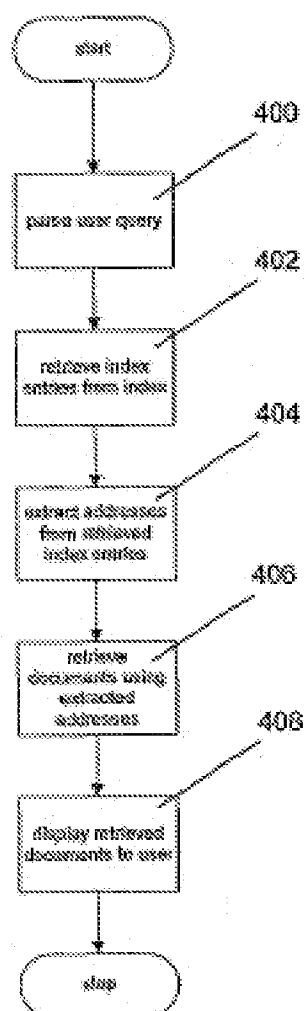 start
400
parse user query
402
retrieve index
entries from index
404
extract addresses
from retrieved
index entries
406
retrieve
documents using
extracted
addresses
408
display retrieved
documents to user
stop